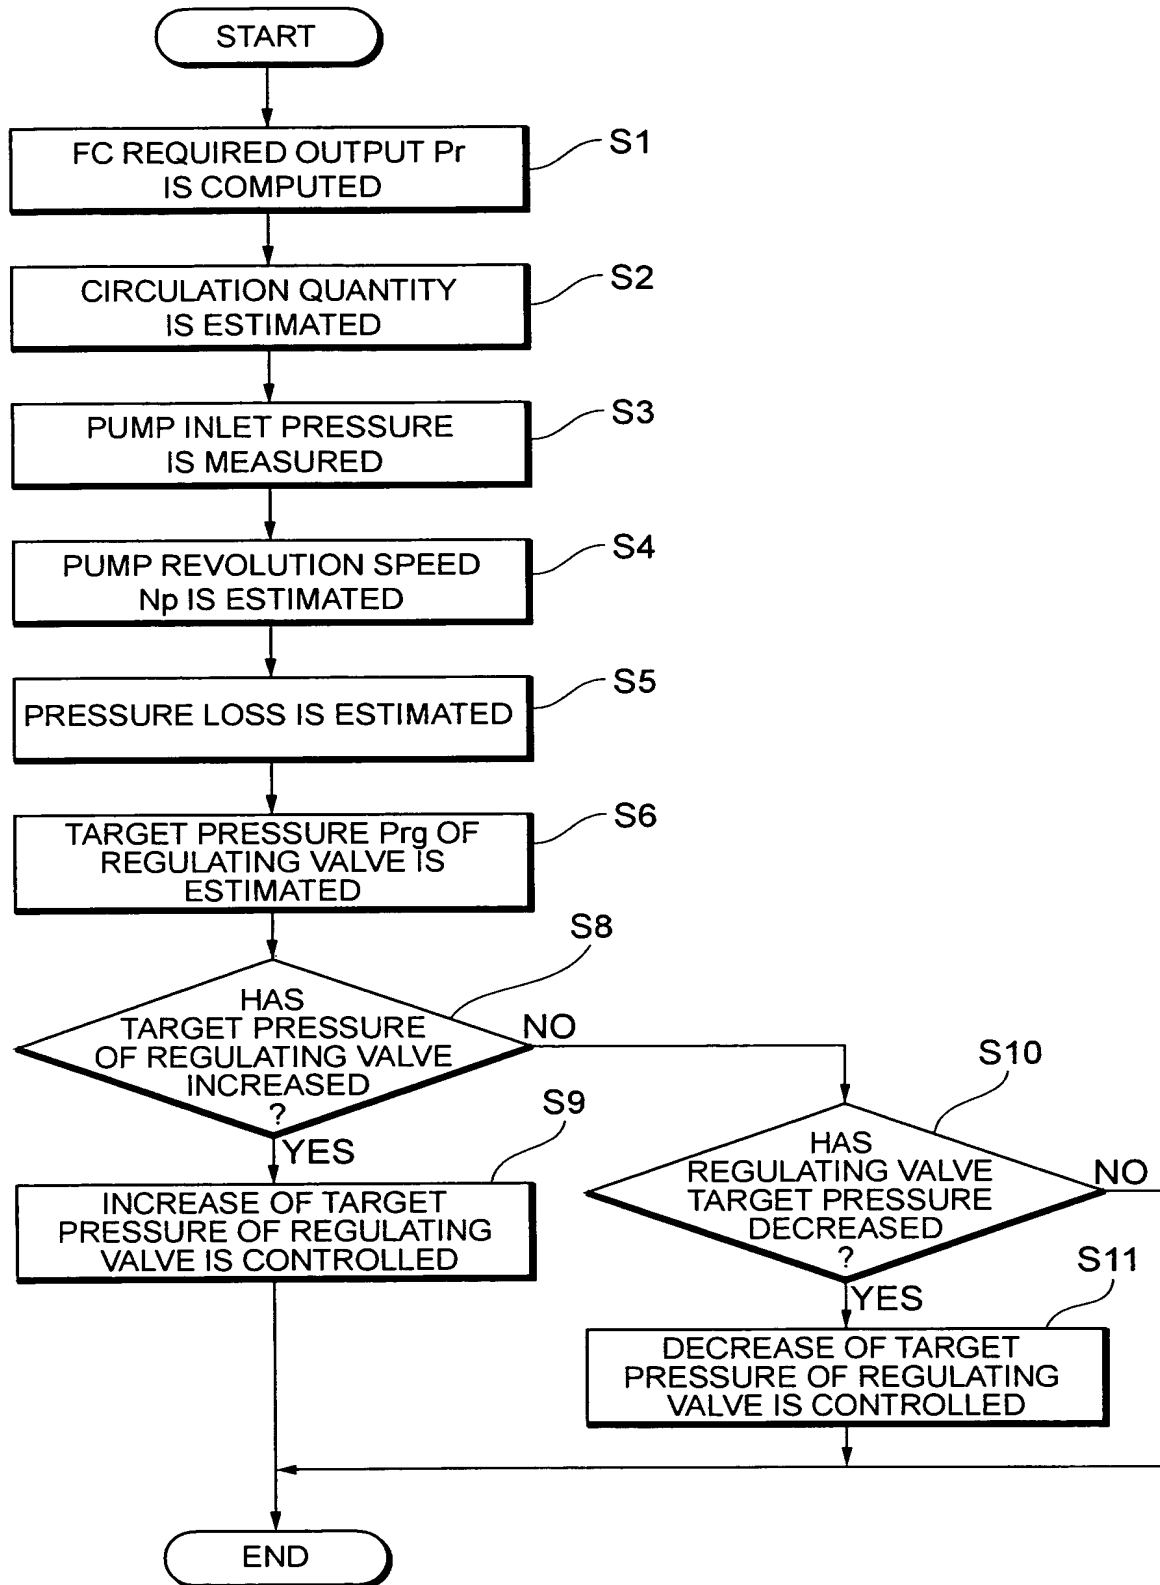 START
FC REQUIRED OUTPUT Pr
IS COMPUTED
S1
CIRCULATION QUANTITY
IS ESTIMATED
S2
PUMP INLET PRESSURE
IS MEASURED
S3
PUMP REVOLUTION SPEED
Np IS ESTIMATED
S4
PRESSURE LOSS IS ESTIMATED
S5
TARGET PRESSURE Prg OF
REGULATING VALVE IS
ESTIMATED
S6
HAS
TARGET PRESSURE
OF REGULATING VALVE
INCREASED
?
S8
NO
YES
INCREASE OF TARGET
PRESSURE OF REGULATING
VALVE IS CONTROLLED
S9
HAS
REGULATING VALVE
TARGET PRESSURE
DECREASED
?
S10
NO
YES
DECREASE OF TARGET
PRESSURE OF REGULATING
VALVE IS CONTROLLED
S11
END